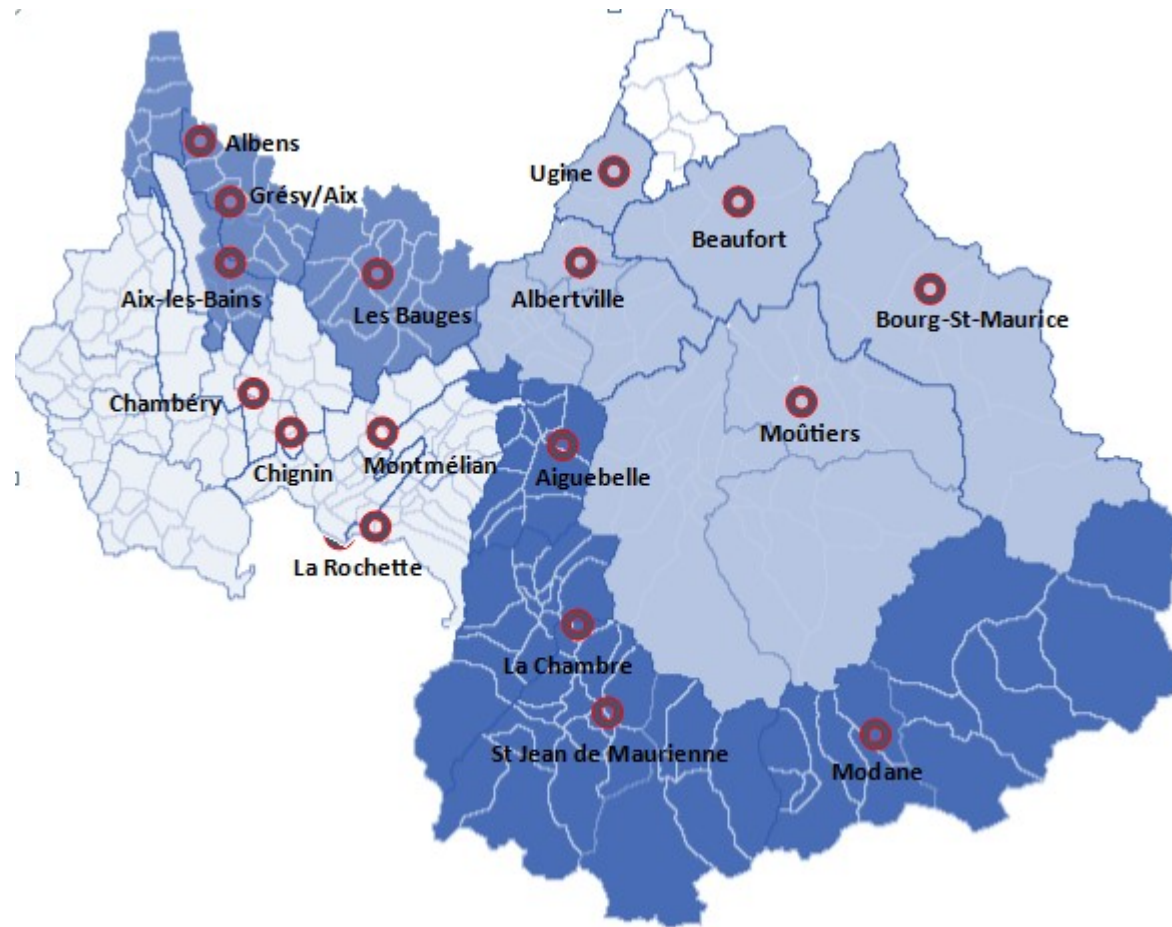 Albens
Ugine
Grésy/Aix
Beaufort
Aix-les-Bains
Les Bauges
Albertville
Bourg-St-Maurice
Chambéry
Moûtiers
Chignin
Montmélian
Aiguebelle
La Rochette
La Chambre
St Jean de Maurienne
Modane